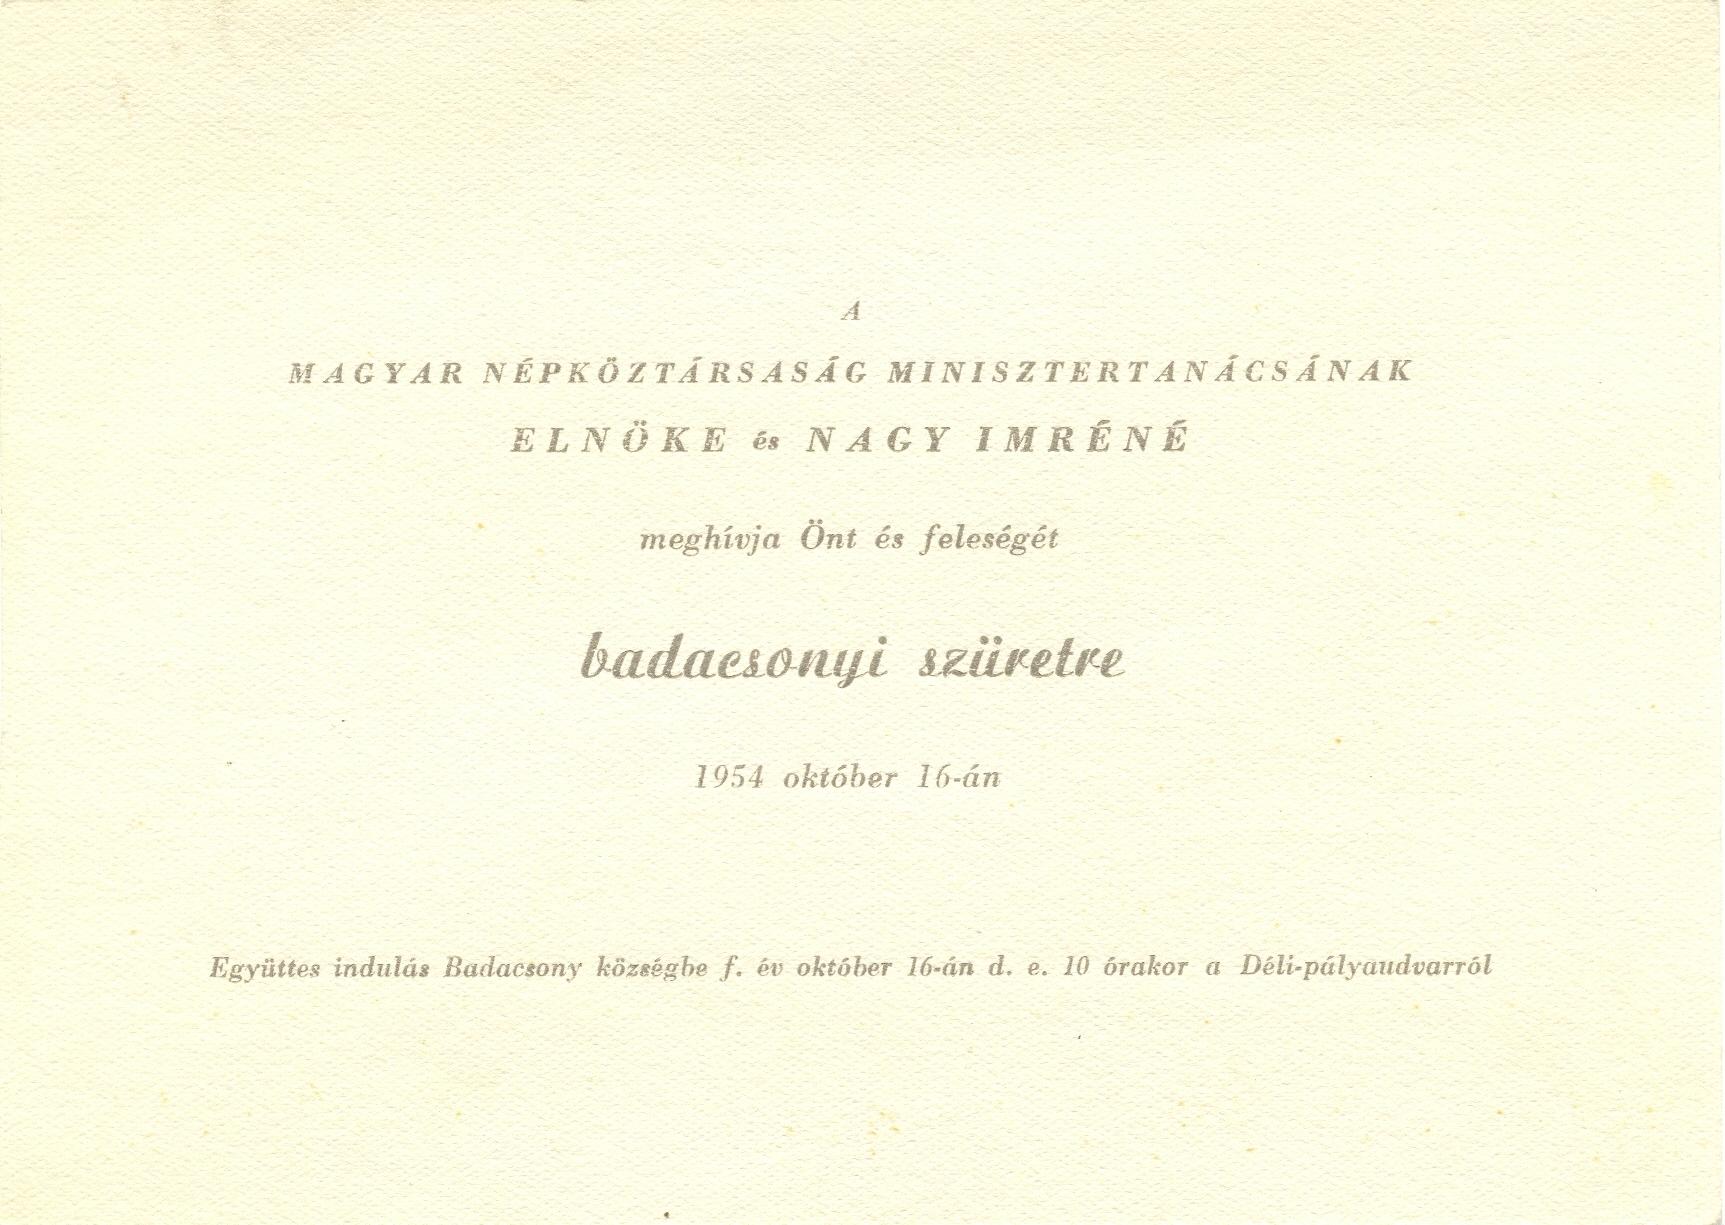 A
MAGYAR NÉPKÖZTÁRSASÁG MINISZTERTANÁCSÁNAK
ELNÖKE és NAGY IMRÉNÉ
meghívja Önt és feleségét
badacsonyi szüretre
1954 október 16-án
Együttes indulás Badacsony községbe f. év október 16-án d. e. 10 órakor a Déli-pályaudvarról